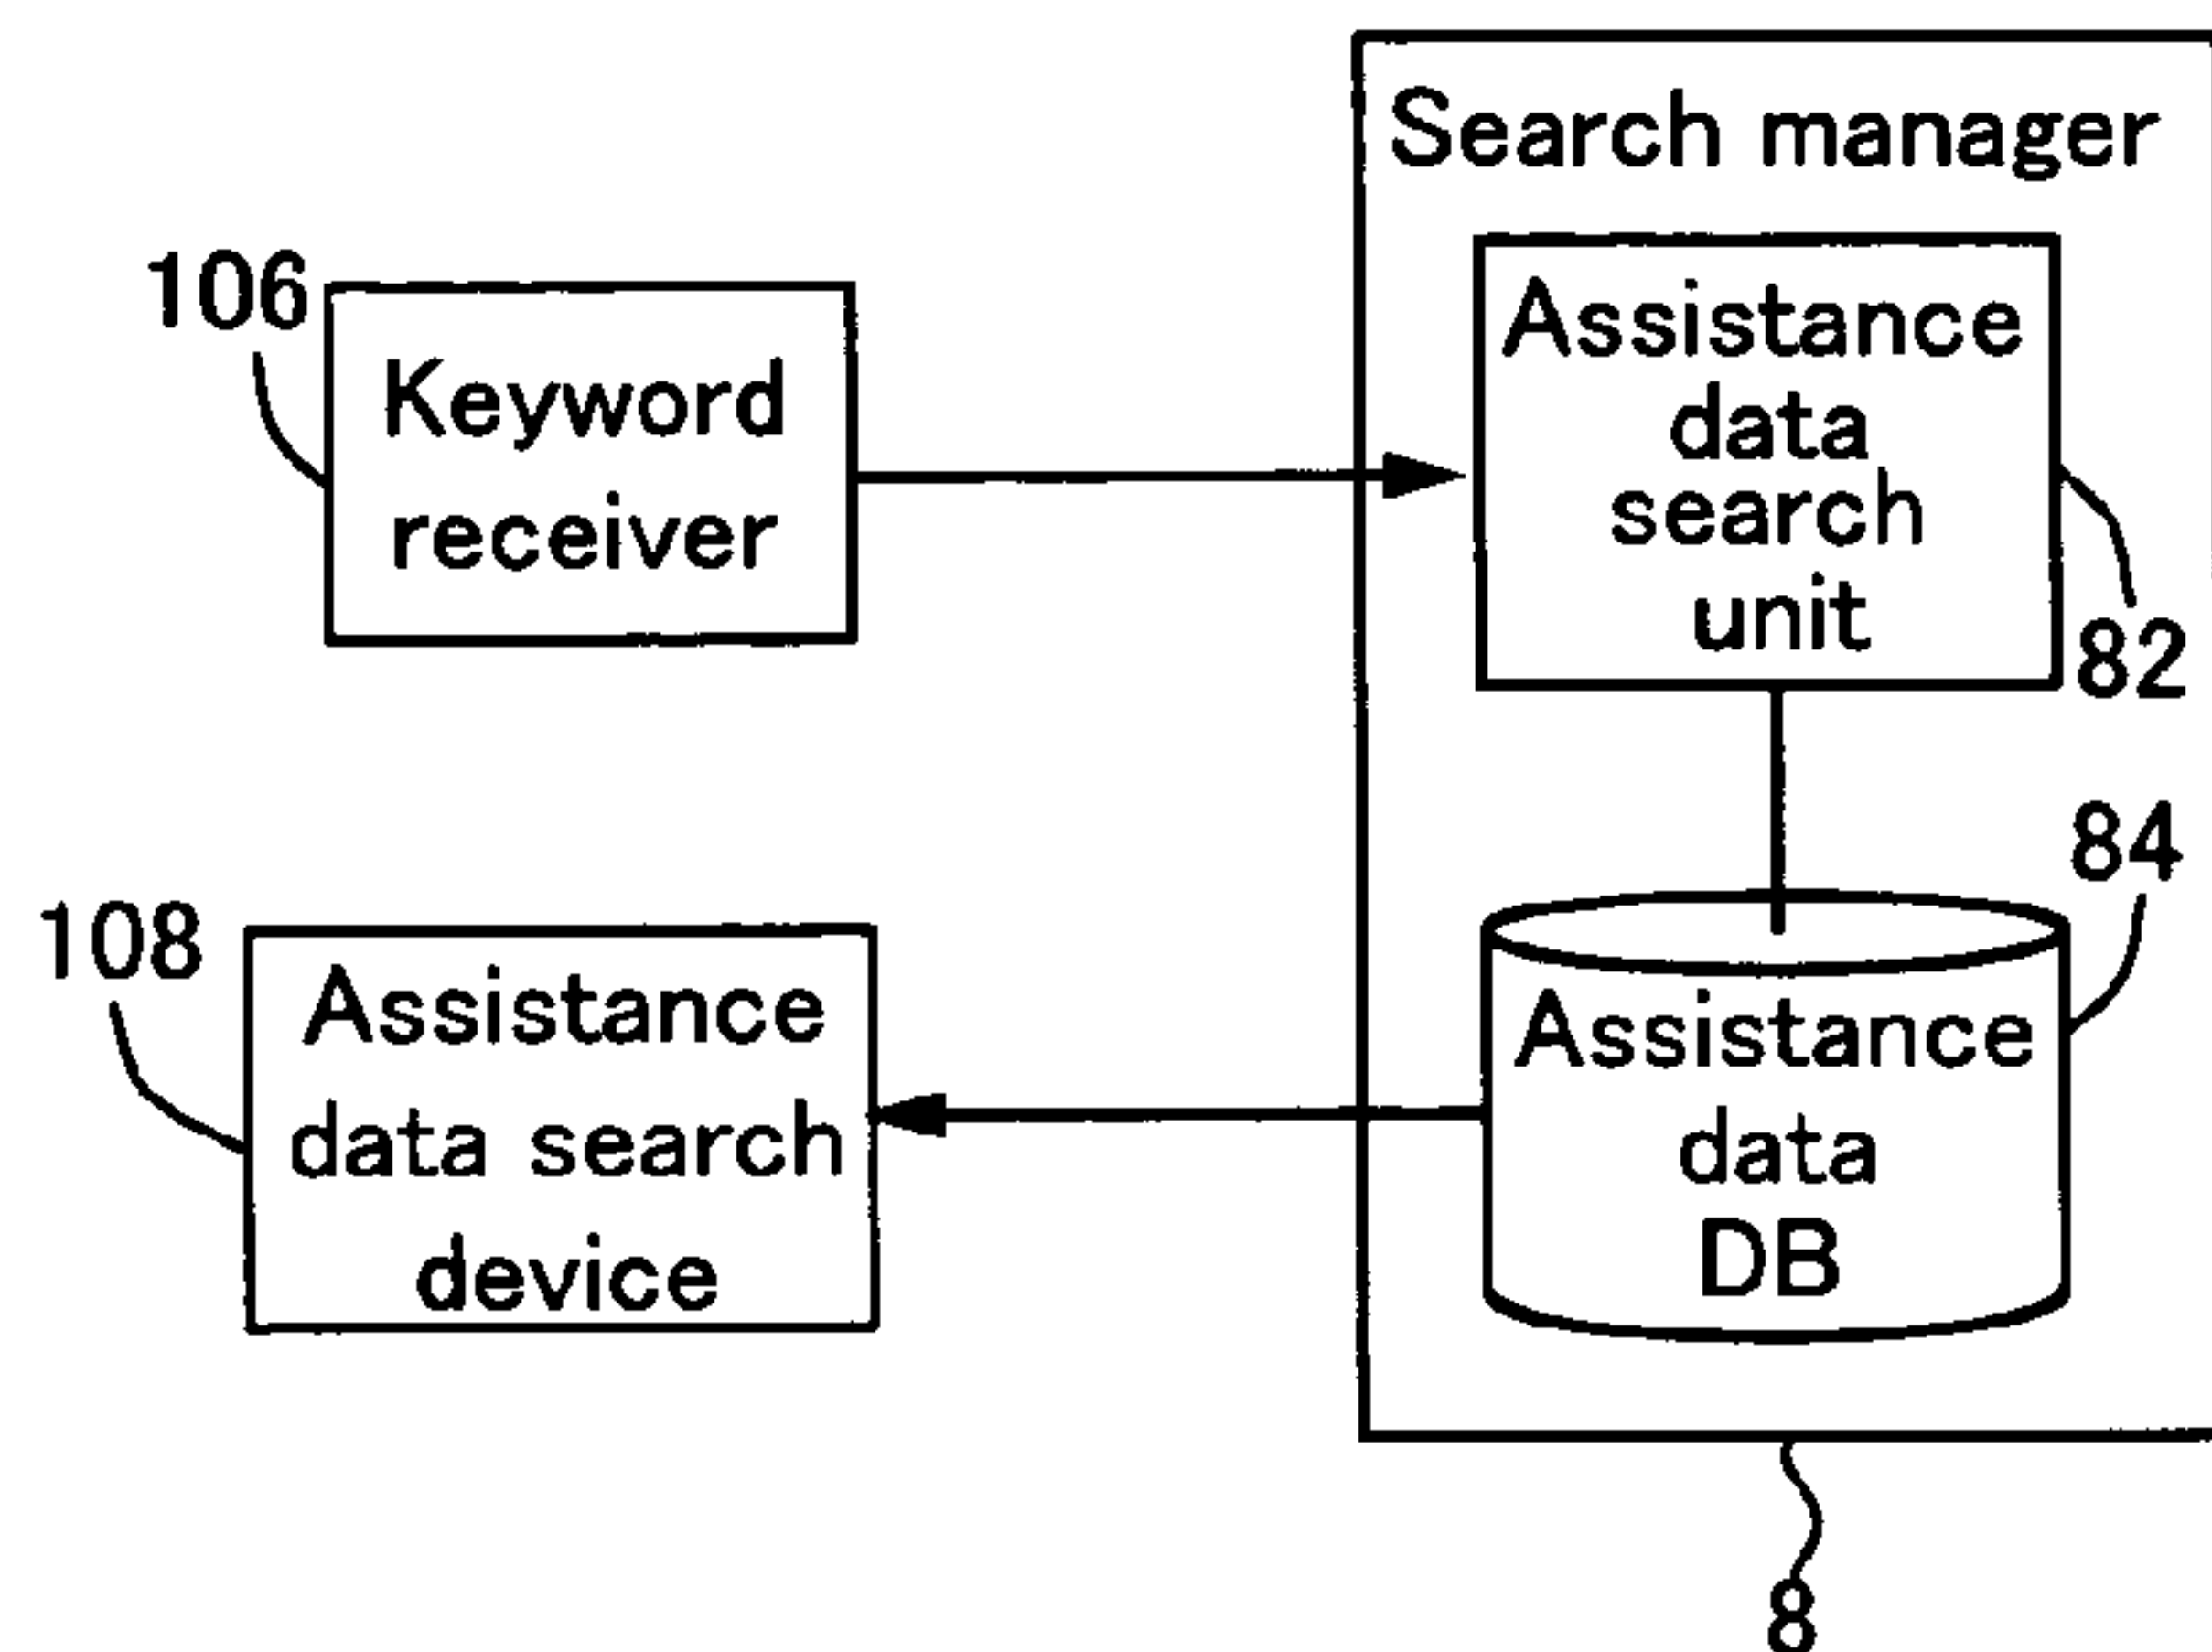 Search manager
106
Keyword
receiver
Assistance
data
search
unit
82
84
108
Assistance
data search
device
Assistance
data
DB
8